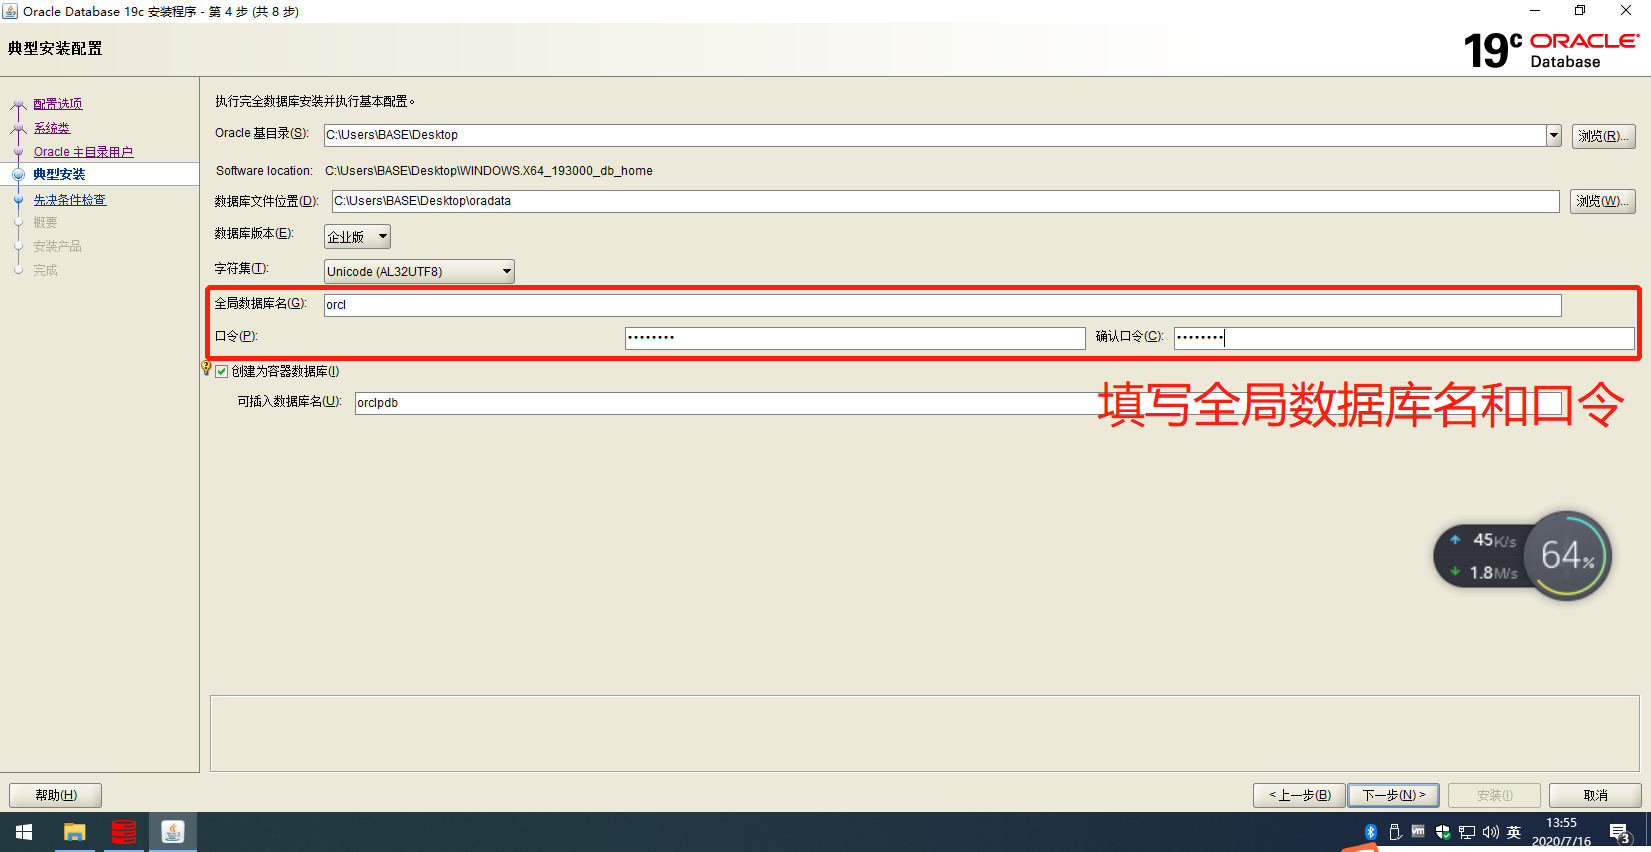 Oracle Database 19c 安装程序 - 第 4 步 (共 8 步)
典型安装配置
19c ORACLE
Database
配置选项
系统类
Oracle 主目录用户
典型安装
先决条件检查
概要
安装产品
完成
执行完全数据库安装并执行基本配置。
Oracle 基目录(S): C:\Users\BASE\Desktop 浏览(R)...
Software location: C:\Users\BASE\Desktop\WINDOWS.X64_193000_db_home
数据库文件位置(D): C:\Users\BASE\Desktop\oradata 浏览(W)...
数据库版本(E): 企业版
字符集(T): Unicode (AL32UTF8)
全局数据库名(G): orcl
口令(P): •••••••• 确认口令(C): ••••••••
创建为容器数据库(I)
可插入数据库名(U): orclpdb
填写全局数据库名和口令
45K/s
1.8M/s
64%
帮助(H)
< 上一步(B) 下一步(N) > 安装(I) 取消
vm 英 13:55 3
2020/7/16